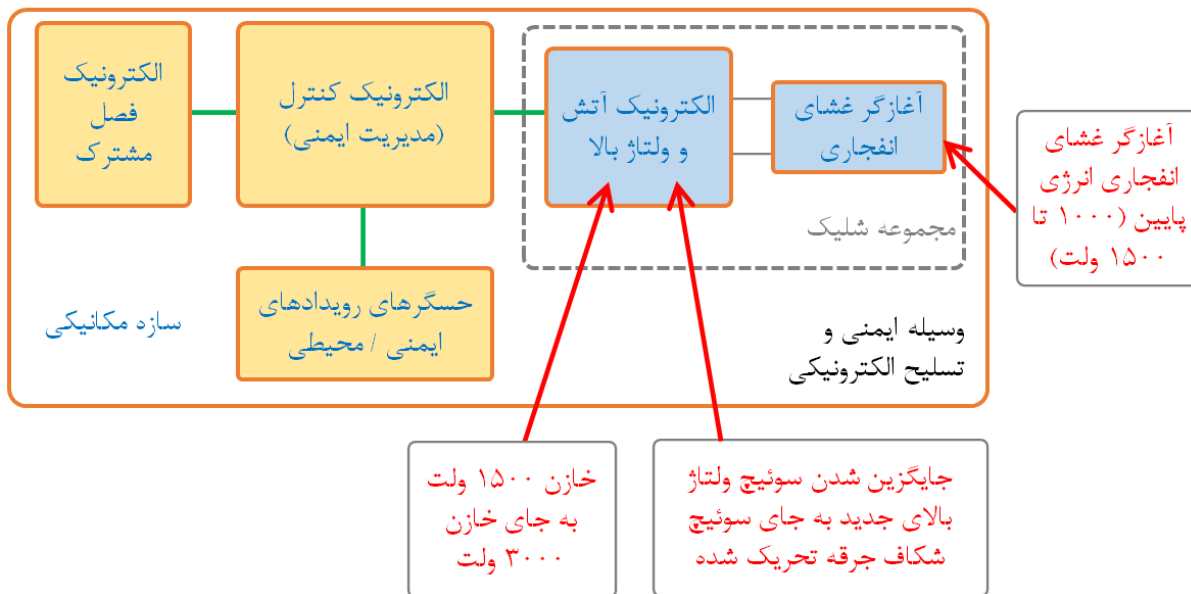 الکترونیک
فصل
مشترک
الکترونیک کنترل
(مدیریت ایمنی)
الکترونیک آتش
و ولتاژ بالا
آغازگر غشای
انفجاری
آغازگر غشای
انفجاری انرژی
پایین (۱۰۰۰ تا
۱۵۰۰ ولت)
مجموعه شلیک
حسگرهای رویدادهای
ایمنی / محیطی
سازه مکانیکی
وسیله ایمنی و
تسلیح الکترونیکی
خازن ۱۵۰۰ ولت
به جای خازن
۳۰۰۰ ولت
جایگزین شدن سوئیچ ولتاژ
بالای جدید به جای سوئیچ
شکاف جرقه تحریک شده